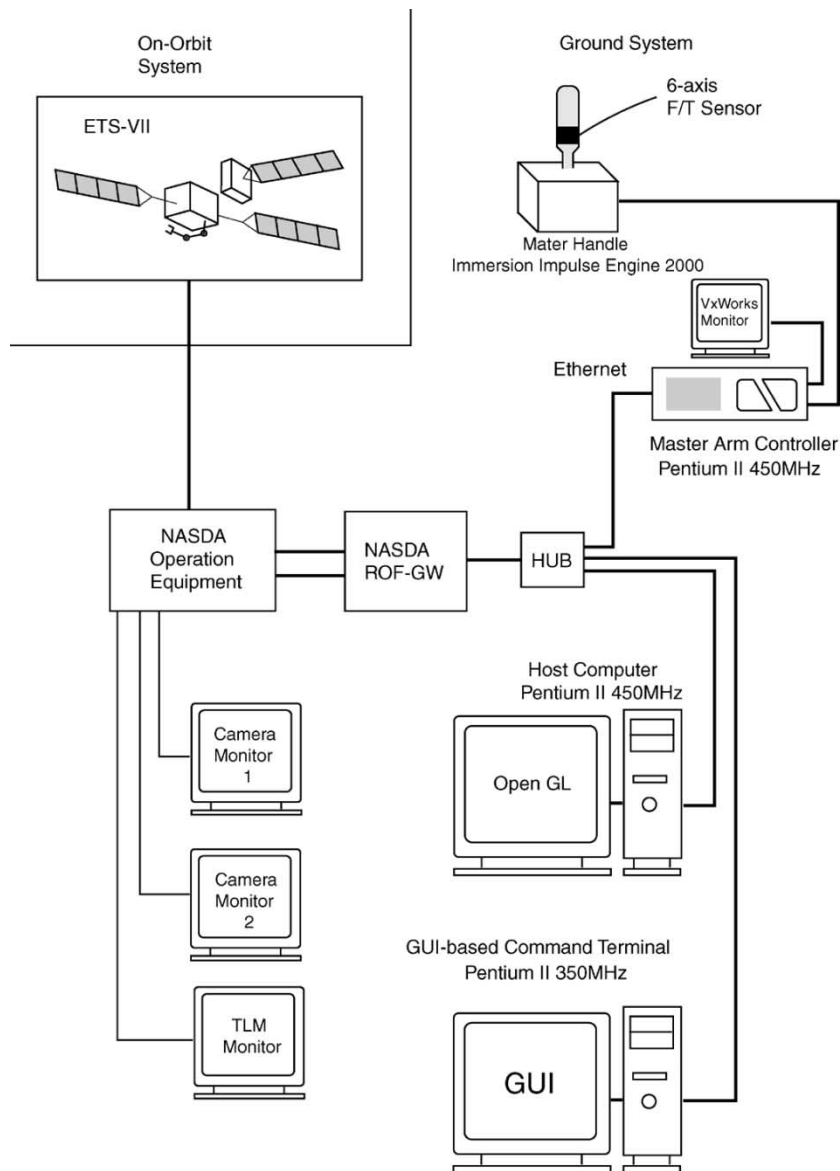 On-Orbit
System
ETS-VII
Ground System
6-axis
F/T Sensor
Mater Handle
Immersion Impulse Engine 2000
VxWorks
Monitor
Ethernet
Master Arm Controller
Pentium II 450MHz
NASDA
Operation
Equipment
NASDA
ROF-GW
HUB
Host Computer
Pentium II 450MHz
Camera
Monitor
1
Open GL
Camera
Monitor
2
GUI-based Command Terminal
Pentium II 350MHz
TLM
Monitor
GUI